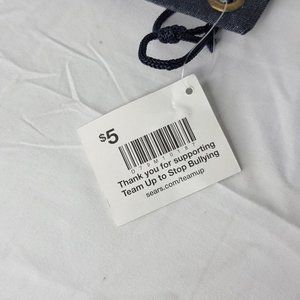 $5
Thank you for supporting
Team Up to Stop Bullying
sears.com/teamup